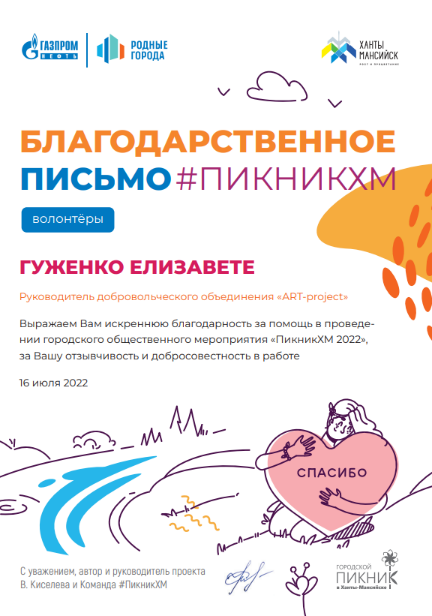 ГАЗПРОМ
НЕФТЬ
РОДНЫЕ
ГОРОДА
ХАНТЫ
МАНСИЙСК
БЛАГОДАРСТВЕННОЕ
ПИСЬМО #ПИКНИКХМ
волонтёры
ГУЖЕНКО ЕЛИЗАВЕТЕ
Руководитель добровольческого объединения «ART-project»
Выражаем Вам искреннюю благодарность за помощь в проведе-
нии городского общественного мероприятия «ПикникХМ 2022»,
за Вашу отзывчивость и добросовестность в работе
16 июля 2022
СПАСИБО
С уважением, автор и руководитель проекта
В. Киселева и Команда #ПикникХМ
ГОРОДСКОЙ
ПИКНИК
в Ханты-Мансийске